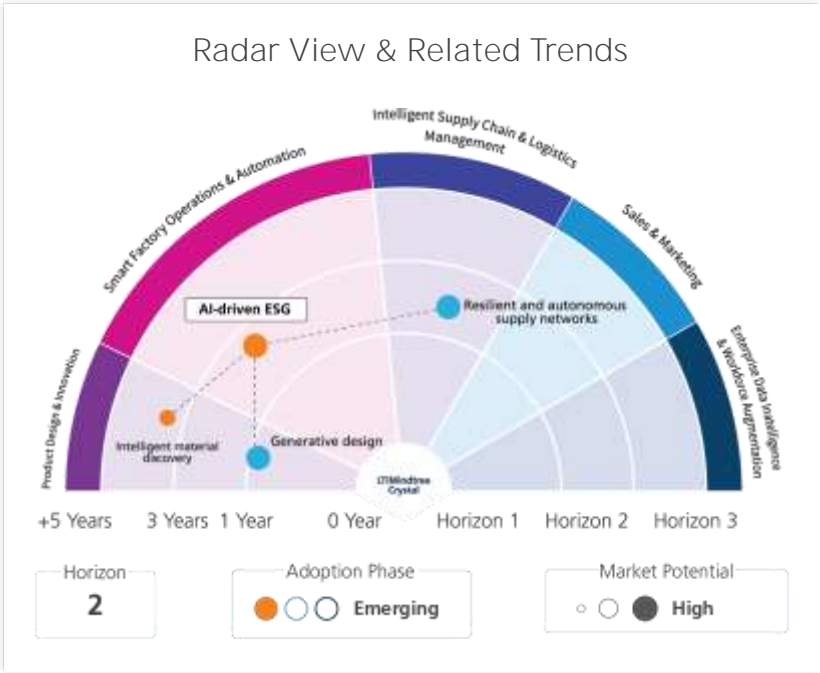 Radar View & Related Trends
Intelligent Supply Chain & Logistics
Management
Smart Factory Operations & Automation
Sales & Marketing
AI-driven ESG
Resilient and autonomous
supply networks
Product Design & Innovation
Enterprise Data Inatelligence
& Workforce Augmentation
Intelligent material
discovery
Generative design
LTIMindtree
Crystal
+5 Years
3 Years
1 Year
0 Year
Horizon 1
Horizon 2
Horizon 3
Horizon
2
Adoption Phase
Emerging
Market Potential
High